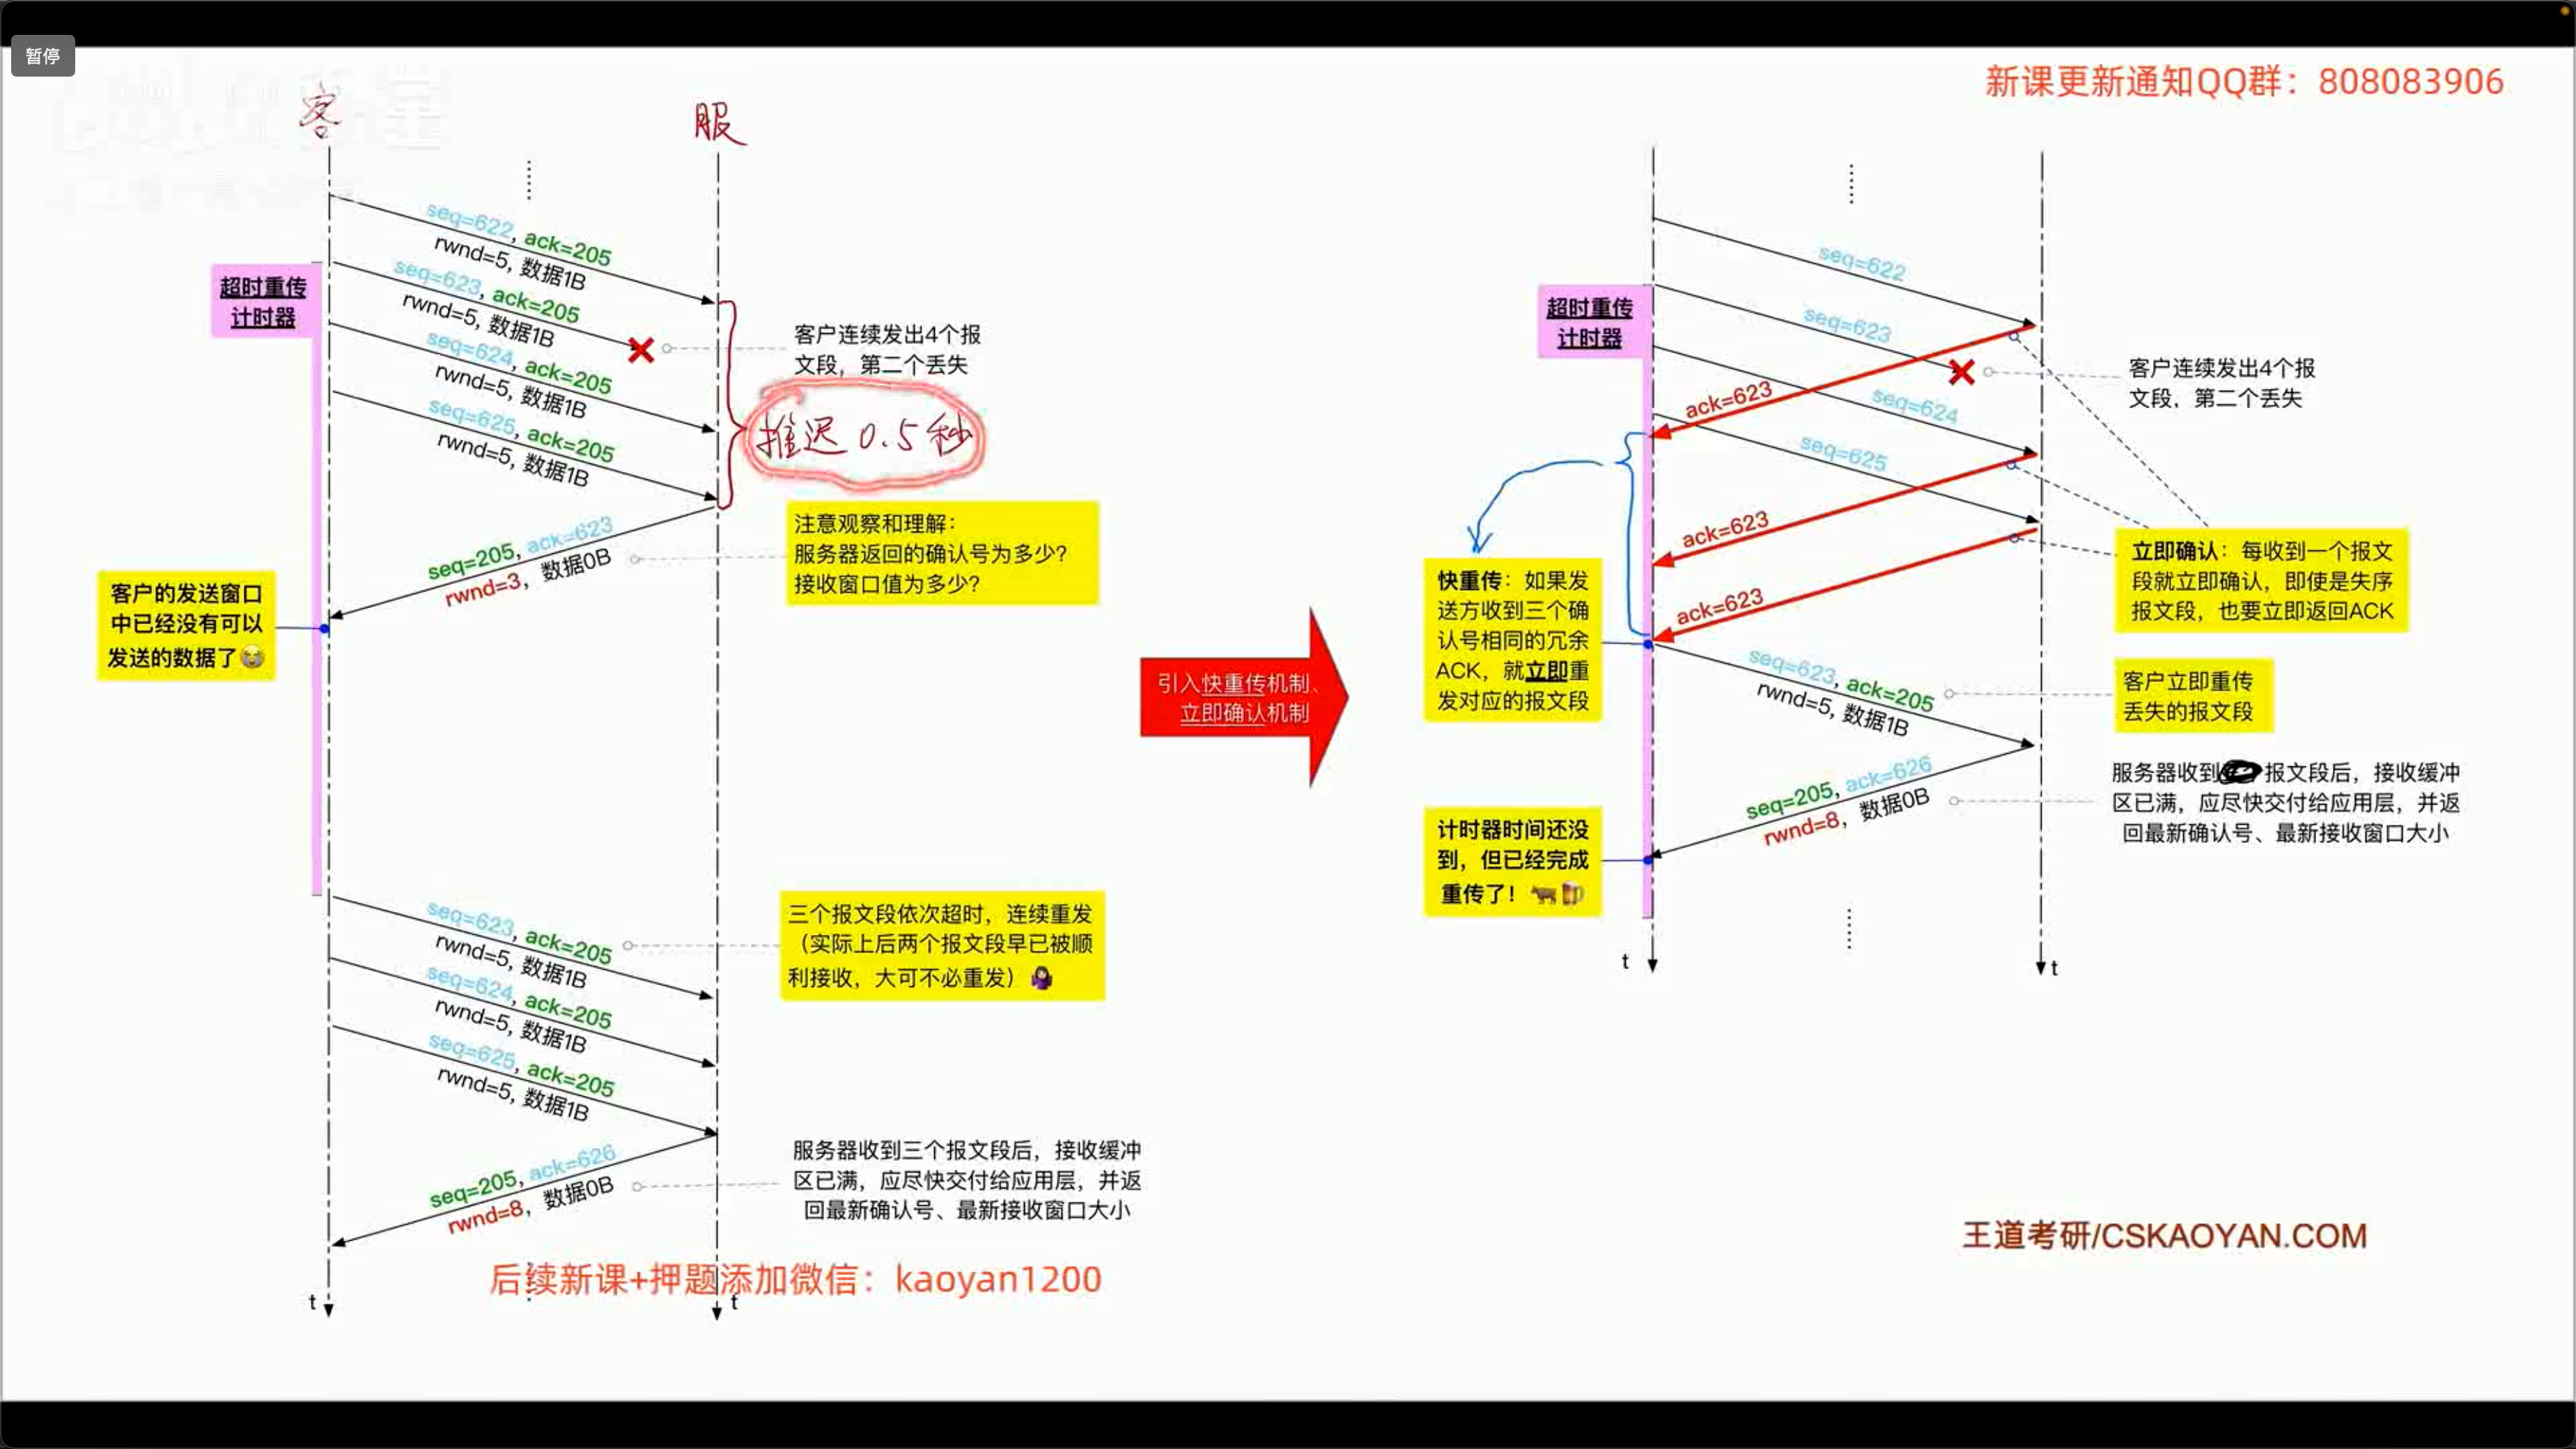 暂停
新课更新通知QQ群：808083906
客
服
seq=622, ack=205
rwnd=5, 数据1B
超时重传
计时器
seq=623, ack=205
rwnd=5, 数据1B
seq=624, ack=205
rwnd=5, 数据1B
seq=625, ack=205
rwnd=5, 数据1B
客户连续发出4个报
文段，第二个丢失
推迟0.5秒
注意观察和理解：
服务器返回的确认号为多少？
接收窗口值为多少？
seq=205, ack=623
rwnd=3，数据0B
客户的发送窗口
中已经没有可以
发送的数据了😭
seq=623, ack=205
rwnd=5, 数据1B
seq=624, ack=205
rwnd=5, 数据1B
seq=625, ack=205
rwnd=5, 数据1B
三个报文段依次超时，连续重发
（实际上后两个报文段早已被顺
利接收，大可不必重发）🤷‍♀️
seq=205, ack=626
rwnd=8，数据0B
服务器收到三个报文段后，接收缓冲
区已满，应尽快交付给应用层，并返
回最新确认号、最新接收窗口大小
t
t
后续新课+押题添加微信：kaoyan1200
引入快重传机制、
立即确认机制
seq=622
超时重传
计时器
seq=623
seq=624
seq=625
客户连续发出4个报
文段，第二个丢失
ack=623
ack=623
ack=623
立即确认：每收到一个报文
段就立即确认，即使是失序
报文段，也要立即返回ACK
快重传：如果发
送方收到三个确
认号相同的冗余
ACK，就立即重
发对应的报文段
seq=623, ack=205
rwnd=5, 数据1B
客户立即重传
丢失的报文段
seq=205, ack=626
rwnd=8，数据0B
服务器收到报文段后，接收缓冲
区已满，应尽快交付给应用层，并返
回最新确认号、最新接收窗口大小
计时器时间还没
到，但已经完成
重传了！🐂🍺
t
t
王道考研/CSKAOYAN.COM